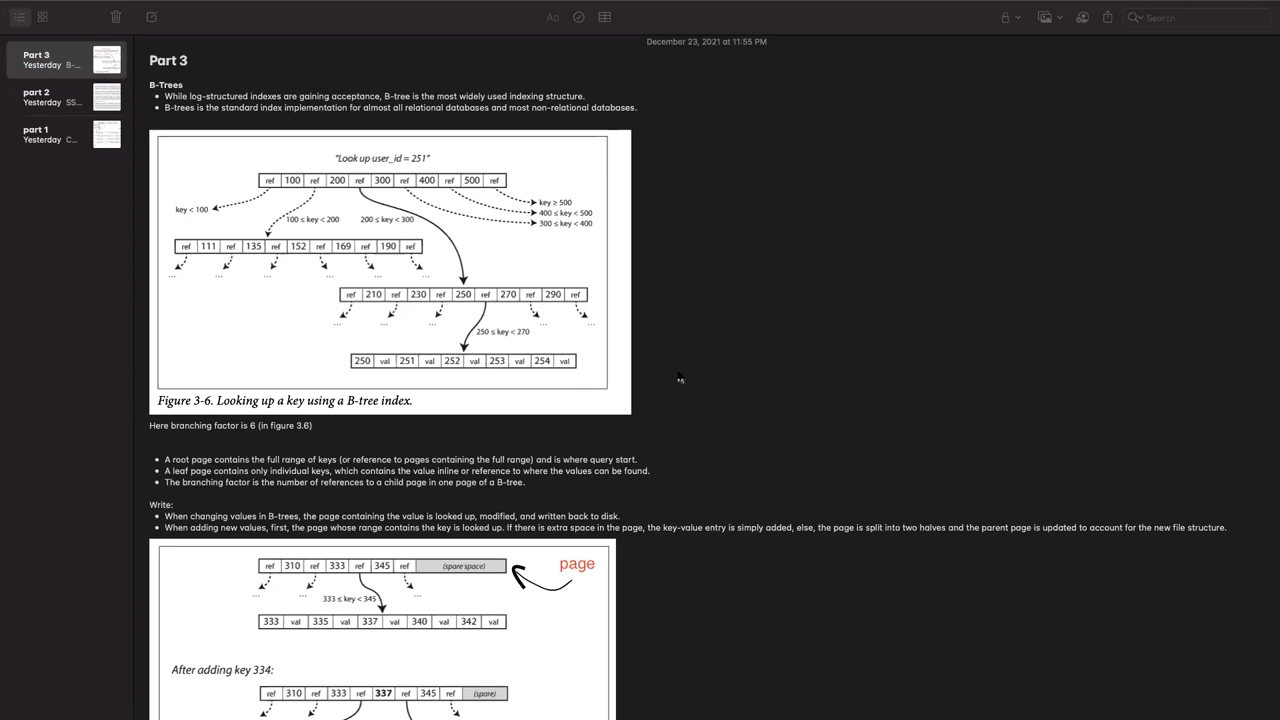 Search
December 23, 2021 at 11:55 PM
Part 3
Yesterday B-...
part 2
Yesterday SS...
part 1
Yesterday C...
Part 3
B-Trees
• While log-structured indexes are gaining acceptance, B-tree is the most widely used indexing structure.
• B-trees is the standard index implementation for almost all relational databases and most non-relational databases.
"Look up user_id = 251"
ref 100 ref 200 ref 300 ref 400 ref 500 ref
key < 100
100 ≤ key < 200
200 ≤ key < 300
key ≥ 500
400 ≤ key < 500
300 ≤ key < 400
ref 111 ref 135 ref 152 ref 169 ref 190 ref
... ... ... ... ... ...
ref 210 ref 230 ref 250 ref 270 ref 290 ref
... ... ... ... ...
250 ≤ key < 270
250 val 251 val 252 val 253 val 254 val
Figure 3-6. Looking up a key using a B-tree index.
Here branching factor is 6 (in figure 3.6)
• A root page contains the full range of keys (or reference to pages containing the full range) and is where query start.
• A leaf page contains only individual keys, which contains the value inline or reference to where the values can be found.
• The branching factor is the number of references to a child page in one page of a B-tree.
Write:
• When changing values in B-trees, the page containing the value is looked up, modified, and written back to disk.
• When adding new values, first, the page whose range contains the key is looked up. If there is extra space in the page, the key-value entry is simply added, else, the page is split into two halves and the parent page is updated to account for the new file structure.
ref 310 ref 333 ref 345 ref (spare space)
page
... ... ...
333 ≤ key < 345
333 val 335 val 337 val 340 val 342 val
After adding key 334:
ref 310 ref 333 ref 337 ref 345 ref (spare)